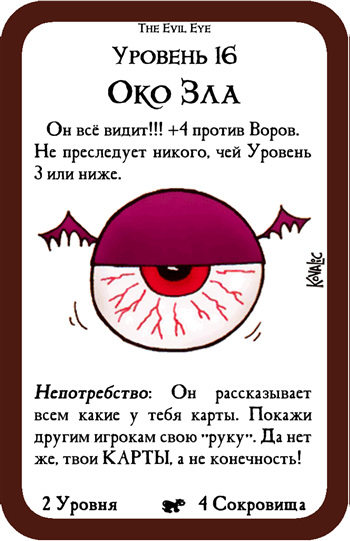 The Evil Eye
Уровень 16
Око Зла
Он всё видит!!! +4 против Воров.
Не преследует никого, чей Уровень
3 или ниже.
Kovalic
Непотребство: Он рассказывает
всем какие у тебя карты. Покажи
другим игрокам свою "руку". Да нет
же, твои КАРТЫ, а не конечность!
2 Уровня 4 Сокровища